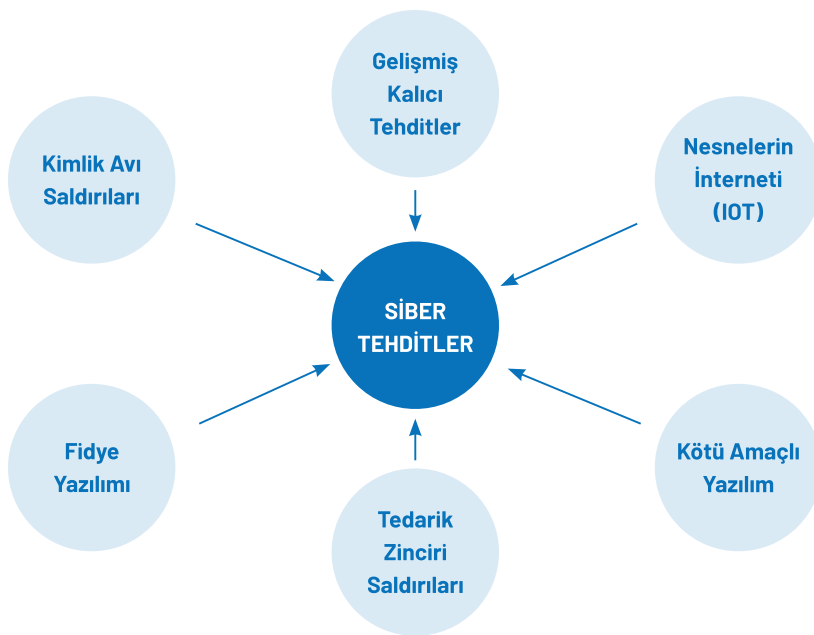 Gelişmiş
Kalıcı
Tehditler
Kimlik Avı
Saldırıları
Nesnelerin
İnterneti
(IOT)
SİBER
TEHDİTLER
Fidye
Yazılımı
Kötü Amaçlı
Yazılım
Tedarik
Zinciri
Saldırıları